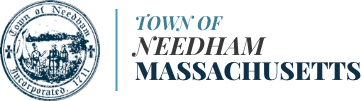 Town of Needham
Incorporated, 1711
TOWN OF
NEEDHAM
MASSACHUSETTS